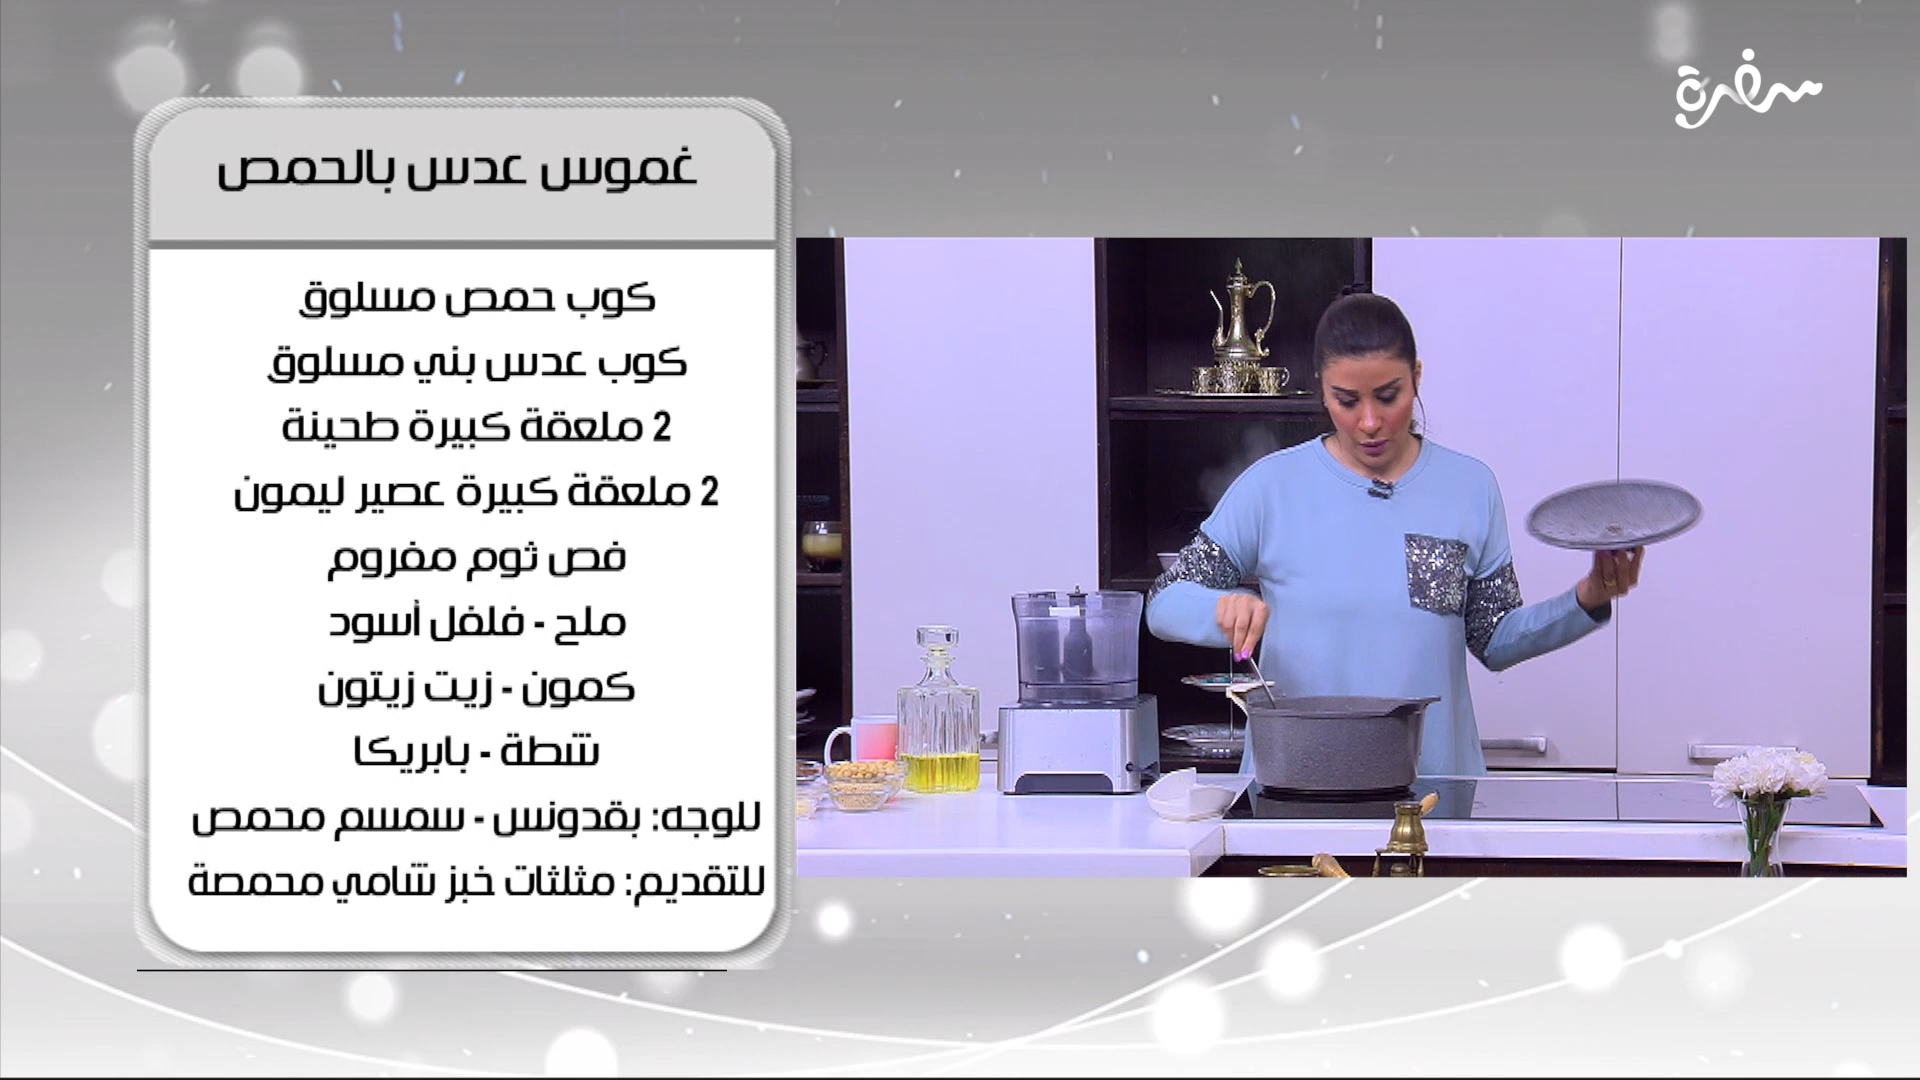 سفرة
غموس عدس بالحمص
كوب حمص مسلوق
كوب عدس بني مسلوق
2 ملعقة كبيرة طحينة
2 ملعقة كبيرة عصير ليمون
فص ثوم مفروم
ملح - فلفل أسود
كمون - زيت زيتون
شطة - بابريكا
للوجه: بقدونس - سمسم محمص
للتقديم: مثلثات خبز شامي محمصة